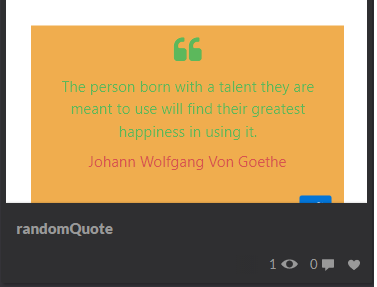 The person born with a talent they are
meant to use will find their greatest
happiness in using it.
Johann Wolfgang Von Goethe
randomQuote
1 0